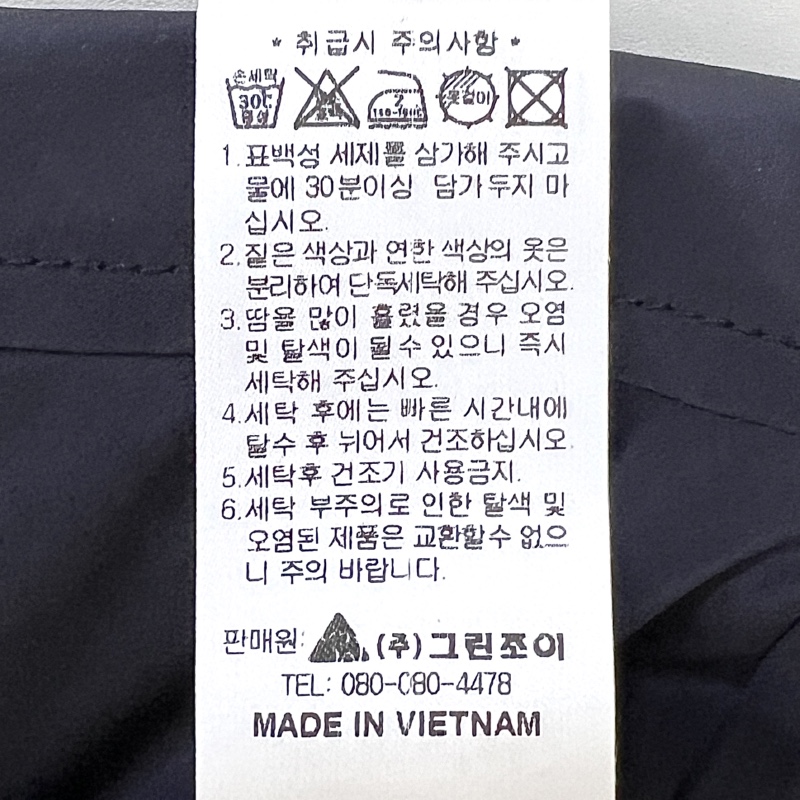 * 취급시 주의사항 *
손세탁
30℃
중성
2
옷걸이
1. 표백성 세제를 삼가해 주시고
물에 30분이싱 담가두지 마
십시오.
2. 짙은 색상과 연한 색상의 옷은
분리하여 단독세탁해 주십시오.
3. 땀을 많이 흘렸을 경우 오염
및 탈색이 될수 있으니 즉시
세탁해 주십시오.
4. 세탁 후에는 빠른 시간내에
탈수 후 뉘어서 건조하십시오.
5. 세탁후 건조기 사용금지.
6. 세탁 부주의로 인한 탈색 및
오염된 제품은 교환할수 없으
니 주의 바랍니다.
판매원: (주)그린조이
TEL: 080-080-4478
MADE IN VIETNAM